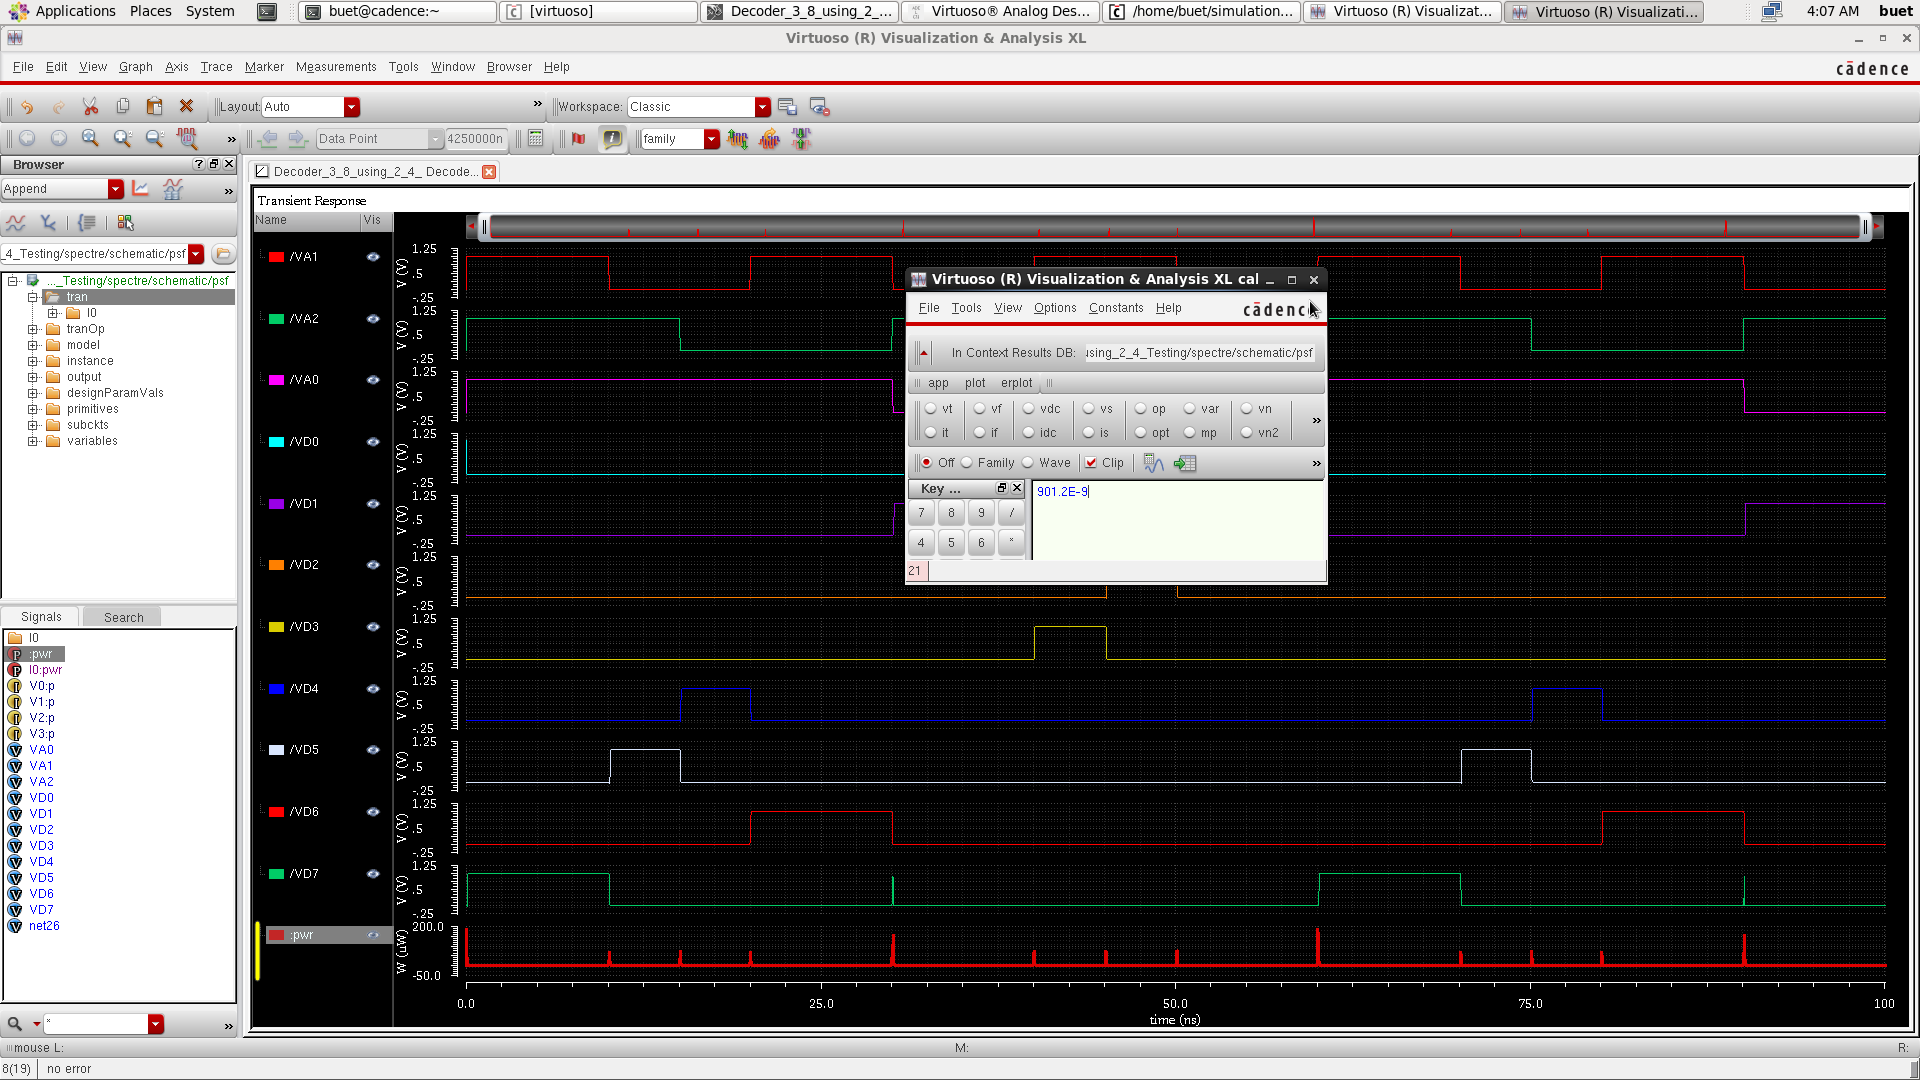 Applications Places System buet@cadence:~ [virtuoso] Decoder_3_8_using_2_... Virtuoso® Analog Des... /home/buet/simulation... Virtuoso (R) Visualizat... Virtuoso (R) Visualizati... 4:07 AM buet
Virtuoso (R) Visualization & Analysis XL
File Edit View Graph Axis Trace Marker Measurements Tools Window Browser Help
cādence
Layout: Auto » Workspace: Classic
» Data Point 4250000n family
Browser
Append »
_4_Testing/spectre/schematic/psf
..._Testing/spectre/schematic/psf
tran
I0
tranOp
model
instance
output
designParamVals
primitives
subckts
variables
Signals Search
I0
:pwr
I0:pwr
V0:p
V1:p
V2:p
V3:p
VA0
VA1
VA2
VD0
VD1
VD2
VD3
VD4
VD5
VD6
VD7
net26
* »
Decoder_3_8_using_2_4_ Decode...
Transient Response
Name Vis
/VA1 V (V) 1.25 .5 -.25
/VA2 V (V) 1.25 .5 -.25
/VA0 V (V) 1.25 .5 -.25
/VD0 V (V) 1.25 .5 -.25
/VD1 V (V) 1.25 .5 -.25
/VD2 V (V) 1.25 .5 -.25
/VD3 V (V) 1.25 .5 -.25
/VD4 V (V) 1.25 .5 -.25
/VD5 V (V) 1.25 .5 -.25
/VD6 V (V) 1.25 .5 -.25
/VD7 V (V) 1.25 .5 -.25
:pwr 200.0 -50.0
0.0 25.0 50.0 75.0 100
time (ns)
Virtuoso (R) Visualization & Analysis XL cal
File Tools View Options Constants Help
In Context Results DB: using_2_4_Testing/spectre/schematic/psf
app plot erplot
vt vf vdc vs op var vn
it if idc is opt mp vn2
»
Off Family Wave Clip »
Key ...
901.2E-9
7 8 9 /
4 5 6 *
21
mouse L: M: R:
8(19) no error